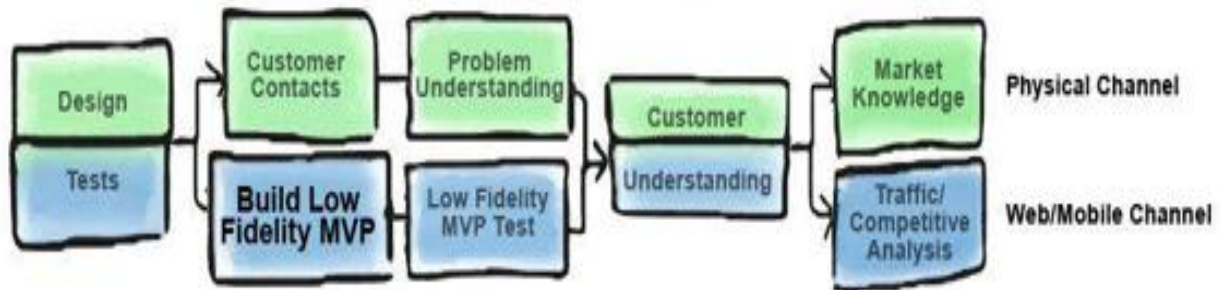 Design
Tests
Customer
Contacts
Build Low
Fidelity MVP
Problem
Understanding
Low Fidelity
MVP Test
Customer
Understanding
Market
Knowledge
Traffic/
Competitive
Analysis
Physical Channel
Web/Mobile Channel